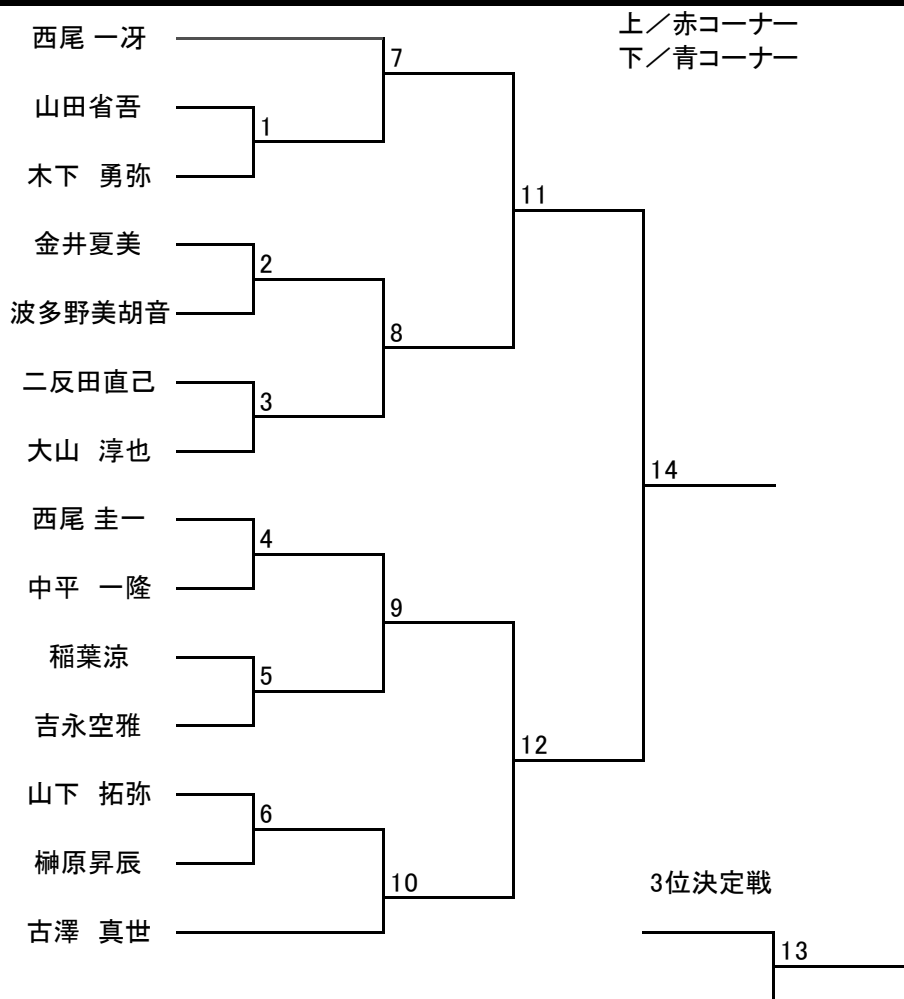 上／赤コーナー
下／青コーナー
西尾 一冴
7
山田省吾
1
木下　勇弥
11
金井夏美
2
波多野美胡音
8
二反田直己
3
大山　淳也
14
西尾 圭一
4
中平　一隆
9
稲葉涼
5
吉永空雅
12
山下　拓弥
6
榊原昇辰
10
3位決定戦
古澤　真世
13